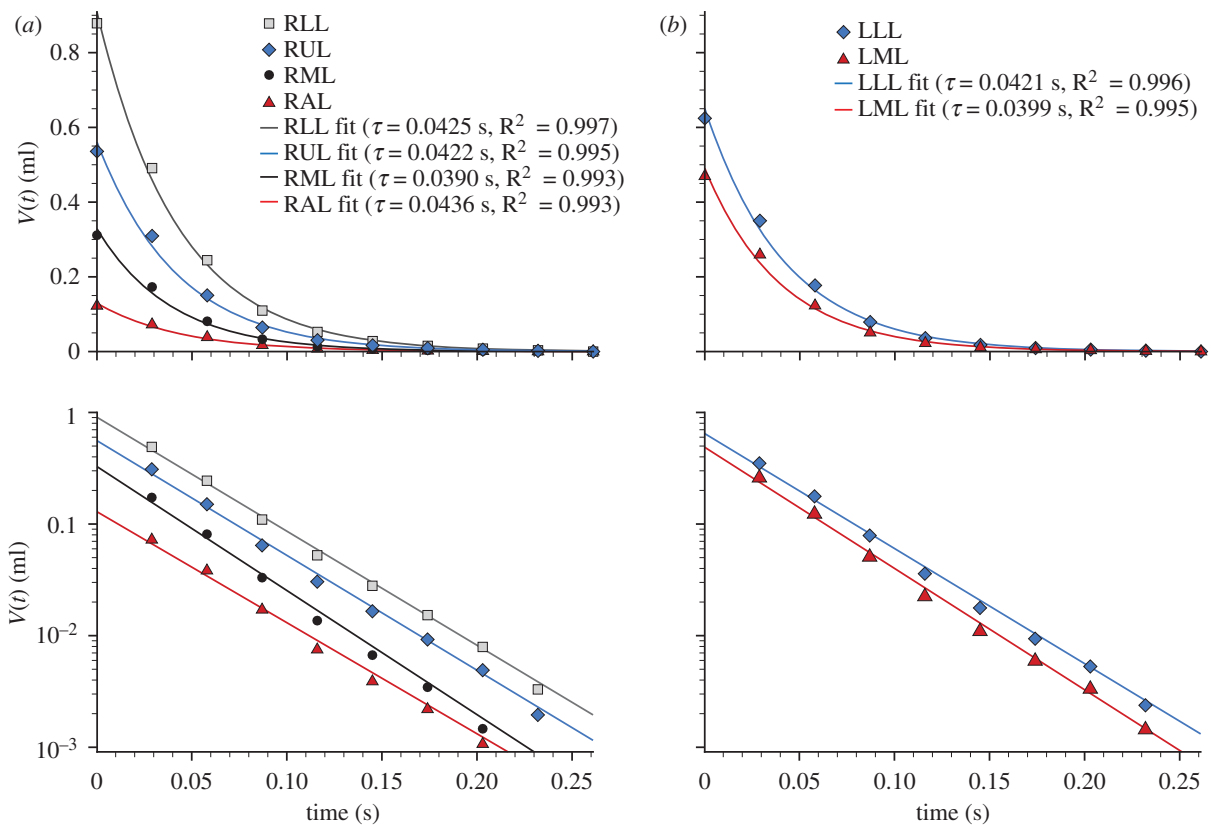 (a)
RLL
RUL
RML
RAL
RLL fit (τ = 0.0425 s, R² = 0.997)
RUL fit (τ = 0.0422 s, R² = 0.995)
RML fit (τ = 0.0390 s, R² = 0.993)
RAL fit (τ = 0.0436 s, R² = 0.993)
V(t) (ml)
0.8
0.6
0.4
0.2
0
(b)
LLL
LML
LLL fit (τ = 0.0421 s, R² = 0.996)
LML fit (τ = 0.0399 s, R² = 0.995)
V(t) (ml)
1
0.1
10⁻²
10⁻³
0 0.05 0.10 0.15 0.20 0.25
time (s)
0 0.05 0.10 0.15 0.20 0.25
time (s)